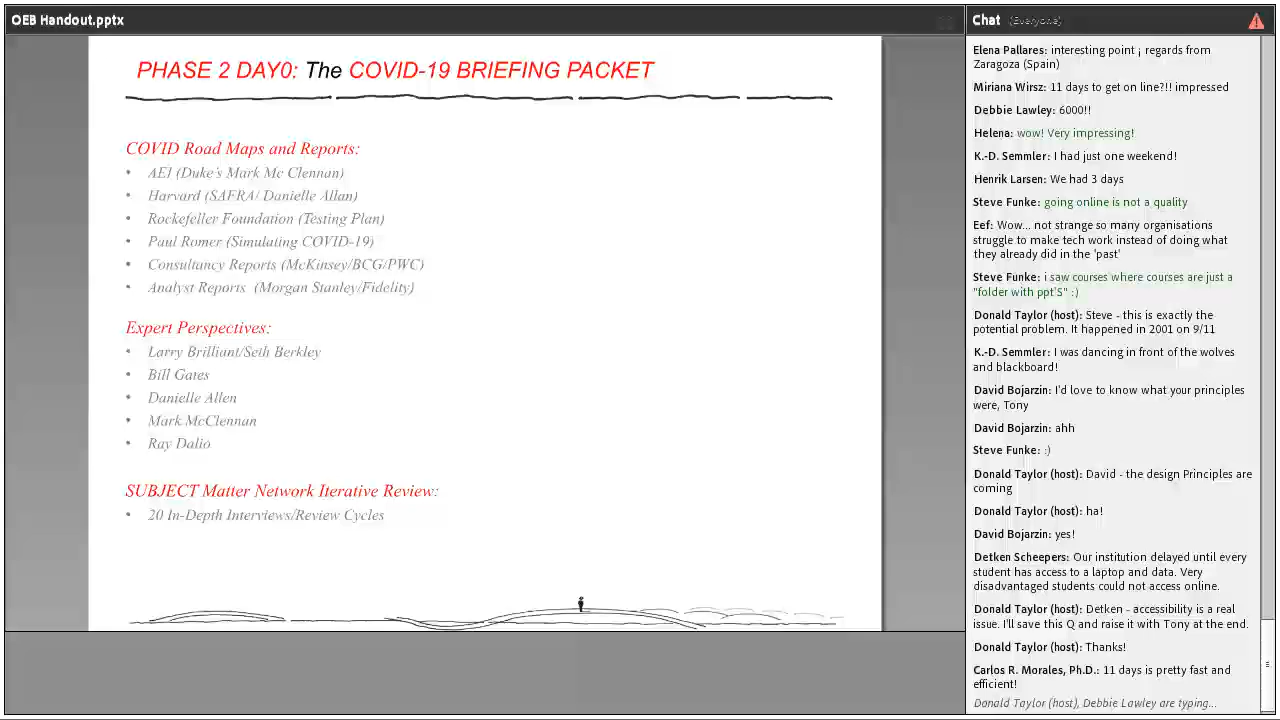 OEB Handout.pptx
PHASE 2 DAY0: The COVID-19 BRIEFING PACKET
COVID Road Maps and Reports:
• AEI (Duke's Mark Mc Clennan)
• Harvard (SAFRA/ Danielle Allan)
• Rockefeller Foundation (Testing Plan)
• Paul Romer (Simulating COVID-19)
• Consultancy Reports (McKinsey/BCG/PWC)
• Analyst Reports (Morgan Stanley/Fidelity)
Expert Perspectives:
• Larry Brilliant/Seth Berkley
• Bill Gates
• Danielle Allen
• Mark McClennan
• Ray Dalio
SUBJECT Matter Network Iterative Review:
• 20 In-Depth Interviews/Review Cycles
Chat (Everyone)
Elena Pallares: interesting point ¡ regards from
Zaragoza (Spain)
Miriana Wirsz: 11 days to get on line?!! impressed
Debbie Lawley: 6000!!
Helena: wow! Very impressing!
K.-D. Semmler: I had just one weekend!
Henrik Larsen: We had 3 days
Steve Funke: going online is not a quality
Eef: Wow... not strange so many organisations
struggle to make tech work instead of doing what
they already did in the 'past'
Steve Funke: i saw courses where courses are just a
"folder with ppt'S" :)
Donald Taylor (host): Steve - this is exactly the
potential problem. It happened in 2001 on 9/11
K.-D. Semmler: I was dancing in front of the wolves
and blackboard!
David Bojarzin: I'd love to know what your principles
were, Tony
David Bojarzin: ahh
Steve Funke: :)
Donald Taylor (host): David - the design Principles are
coming
Donald Taylor (host): ha!
David Bojarzin: yes!
Detken Scheepers: Our institution delayed until every
student has access to a laptop and data. Very
disadvantaged students could not access online.
Donald Taylor (host): Detken - accessibility is a real
issue. I'll save this Q and raise it with Tony at the end.
Donald Taylor (host): Thanks!
Carlos R. Morales, Ph.D.: 11 days is pretty fast and
efficient!
Donald Taylor (host), Debbie Lawley are typing...